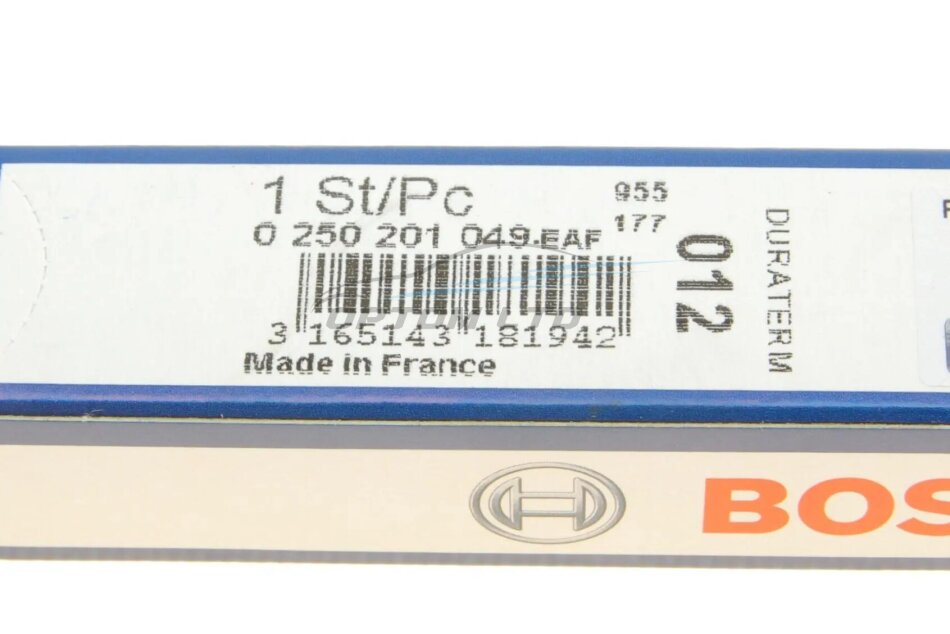 1 St/Pc
955
177
0 250 201 049-EAF
012
DURATERM
3 165143 181942
Made in France
BOS